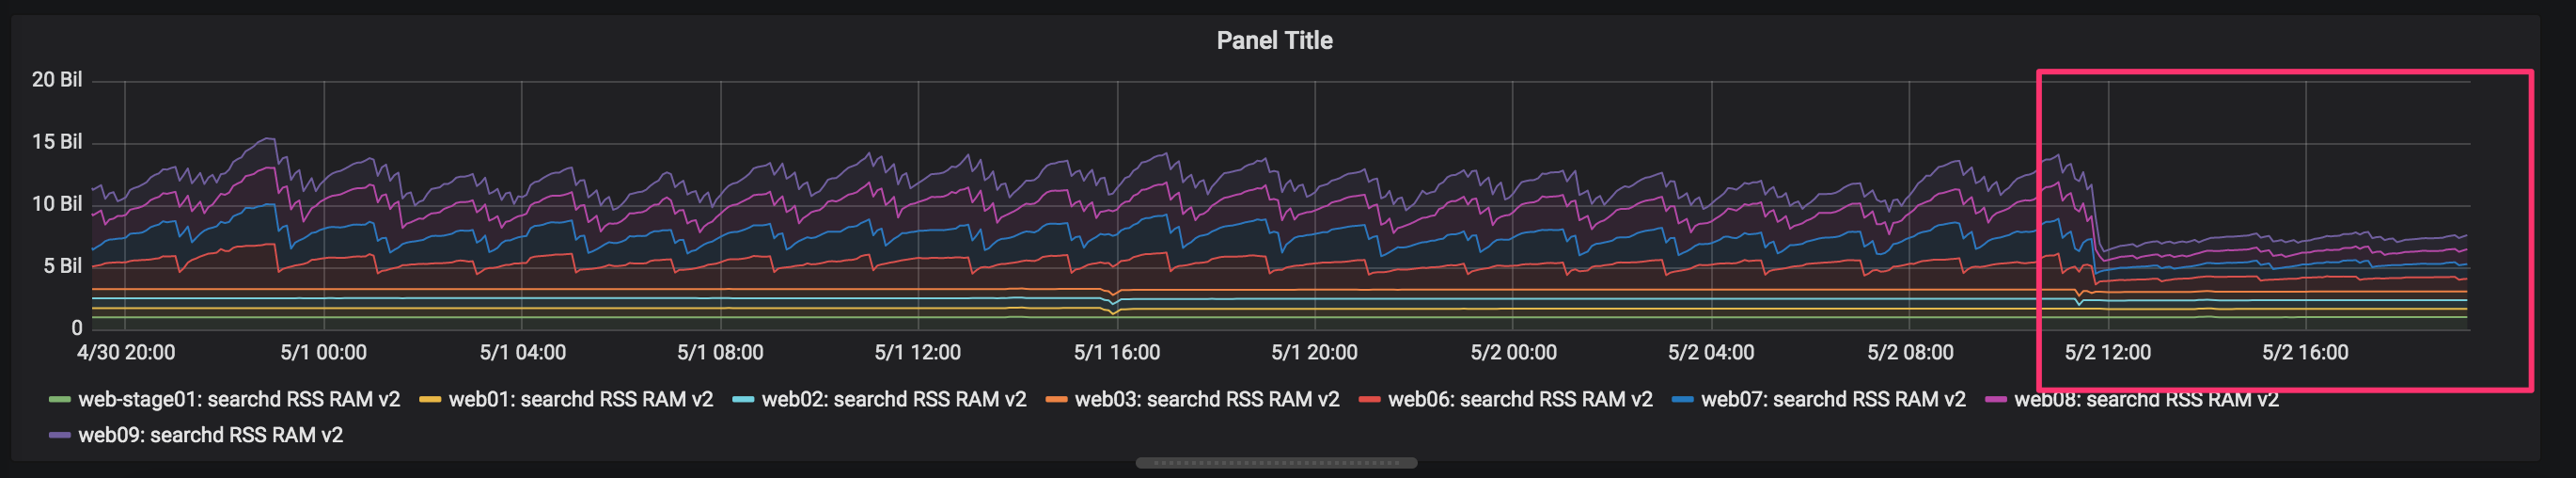 Panel Title
20 Bil
15 Bil
10 Bil
5 Bil
0
4/30 20:00 5/1 00:00 5/1 04:00 5/1 08:00 5/1 12:00 5/1 16:00 5/1 20:00 5/2 00:00 5/2 04:00 5/2 08:00 5/2 12:00 5/2 16:00
web-stage01: searchd RSS RAM v2 web01: searchd RSS RAM v2 web02: searchd RSS RAM v2 web03: searchd RSS RAM v2 web06: searchd RSS RAM v2 web07: searchd RSS RAM v2 web08: searchd RSS RAM v2
web09: searchd RSS RAM v2